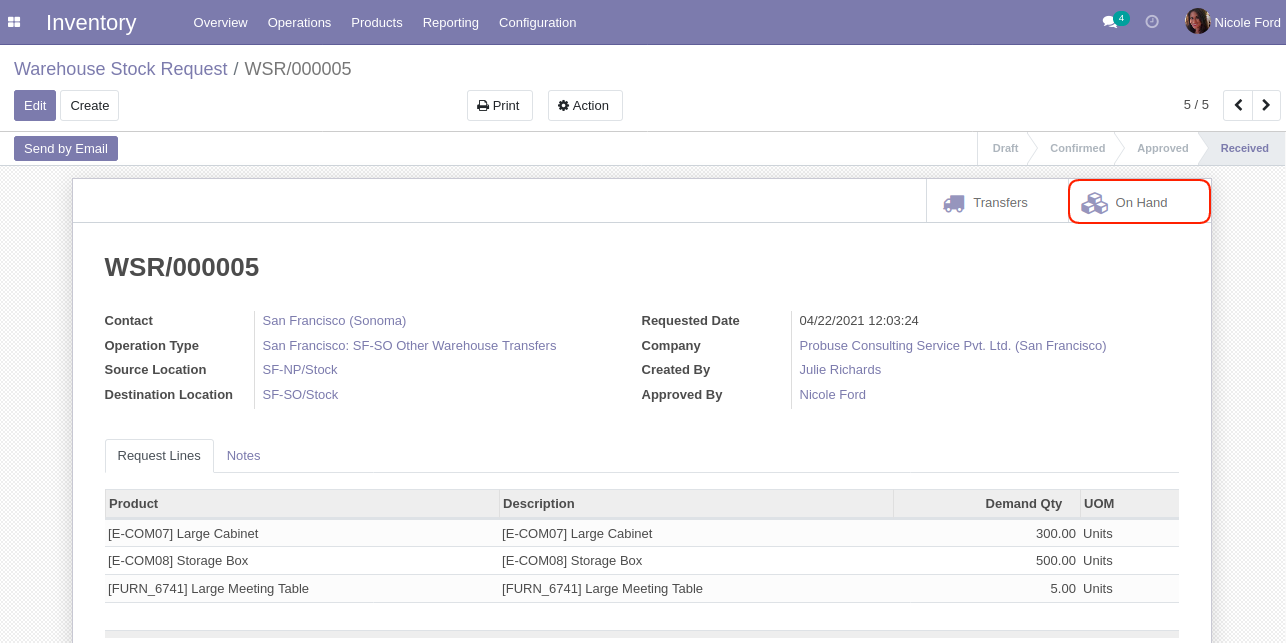 Inventory Overview Operations Products Reporting Configuration 4 Nicole Ford
Warehouse Stock Request / WSR/000005
Edit Create Print Action 5 / 5
Send by Email Draft Confirmed Approved Received
Transfers On Hand
WSR/000005
Contact San Francisco (Sonoma) Requested Date 04/22/2021 12:03:24
Operation Type San Francisco: SF-SO Other Warehouse Transfers Company Probuse Consulting Service Pvt. Ltd. (San Francisco)
Source Location SF-NP/Stock Created By Julie Richards
Destination Location SF-SO/Stock Approved By Nicole Ford
Request Lines Notes
Product Description Demand Qty UOM
[E-COM07] Large Cabinet [E-COM07] Large Cabinet 300.00 Units
[E-COM08] Storage Box [E-COM08] Storage Box 500.00 Units
[FURN_6741] Large Meeting Table [FURN_6741] Large Meeting Table 5.00 Units